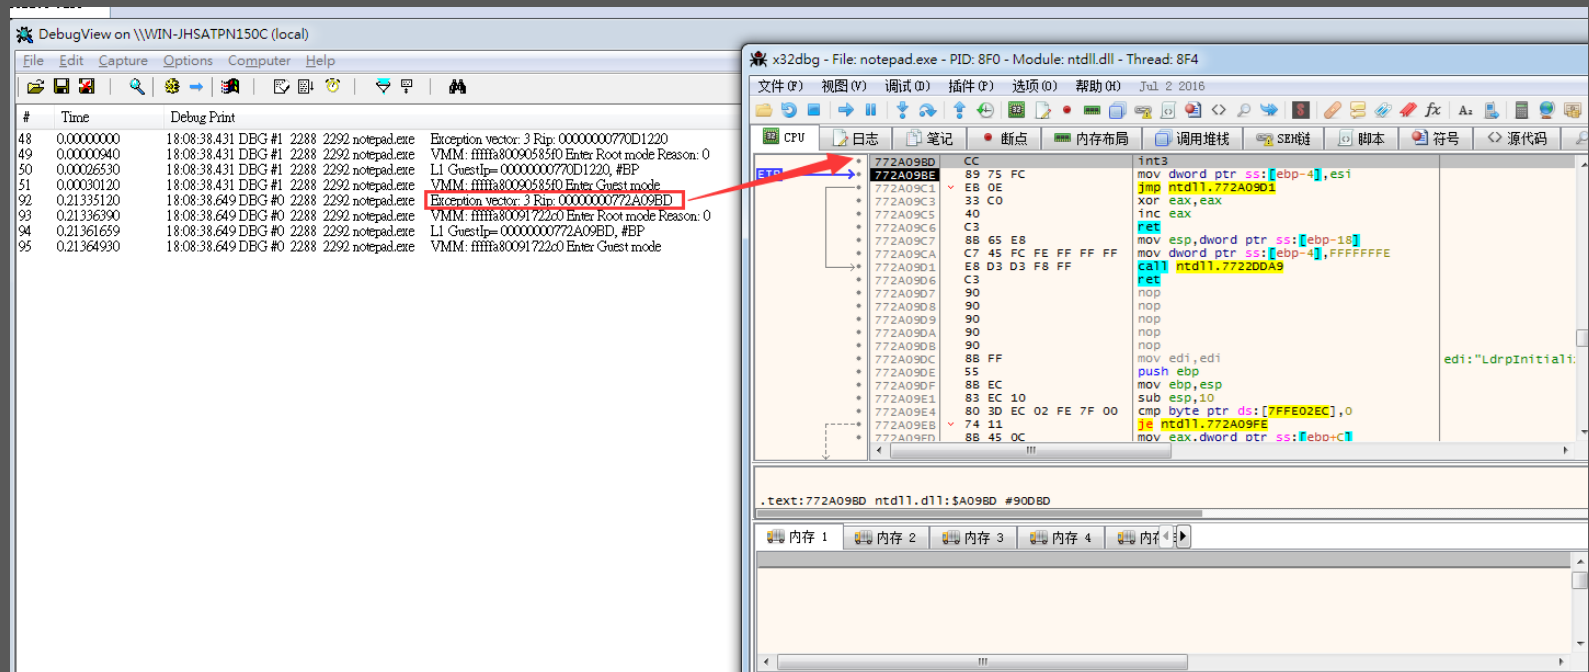 DebugView on \\WIN-JHSATPN150C (local)
File Edit Capture Options Computer Help
# Time Debug Print
48 0.00000000 18:08:38.431 DBG #1 2288 2292 notepad.exe Exception vector: 3 Rip: 00000000770D1220
49 0.00000940 18:08:38.431 DBG #1 2288 2292 notepad.exe VMM: fffffa80090585f0 Enter Root mode Reason: 0
50 0.00026530 18:08:38.431 DBG #1 2288 2292 notepad.exe L1 GuestIp= 00000000770D1220, #BP
51 0.00030120 18:08:38.431 DBG #1 2288 2292 notepad.exe VMM: fffffa80090585f0 Enter Guest mode
92 0.21335120 18:08:38.649 DBG #0 2288 2292 notepad.exe Exception vector: 3 Rip: 00000000772A09BD
93 0.21336390 18:08:38.649 DBG #0 2288 2292 notepad.exe VMM: fffffa80091722c0 Enter Root mode Reason: 0
94 0.21361659 18:08:38.649 DBG #0 2288 2292 notepad.exe L1 GuestIp= 00000000772A09BD, #BP
95 0.21364930 18:08:38.649 DBG #0 2288 2292 notepad.exe VMM: fffffa80091722c0 Enter Guest mode
x32dbg - File: notepad.exe - PID: 8F0 - Module: ntdll.dll - Thread: 8F4
文件(F) 视图(V) 调试(D) 插件(P) 选项(O) 帮助(H) Jul 2 2016
CPU 日志 笔记 断点 内存布局 调用堆栈 SEH链 脚本 符号 源代码
772A09BD CC int3
EIP 772A09BE 89 75 FC mov dword ptr ss:[ebp-4],esi
772A09C1 EB 0E jmp ntdll.772A09D1
772A09C3 33 C0 xor eax,eax
772A09C5 40 inc eax
772A09C6 C3 ret
772A09C7 8B 65 E8 mov esp,dword ptr ss:[ebp-18]
772A09CA C7 45 FC FE FF FF FF mov dword ptr ss:[ebp-4],FFFFFFFE
772A09D1 E8 D3 D3 F8 FF call ntdll.7722DDA9
772A09D6 C3 ret
772A09D7 90 nop
772A09D8 90 nop
772A09D9 90 nop
772A09DA 90 nop
772A09DB 90 nop
772A09DC 8B FF mov edi,edi edi:"LdrpInitiali
772A09DE 55 push ebp
772A09DF 8B EC mov ebp,esp
772A09E1 83 EC 10 sub esp,10
772A09E4 80 3D EC 02 FE 7F 00 cmp byte ptr ds:[7FFE02EC],0
772A09EB 74 11 je ntdll.772A09FE
772A09ED 8B 45 0C mov eax,dword ptr ss:[ebp+C]
.text:772A09BD ntdll.dll:$A09BD #90DBD
内存 1 内存 2 内存 3 内存 4